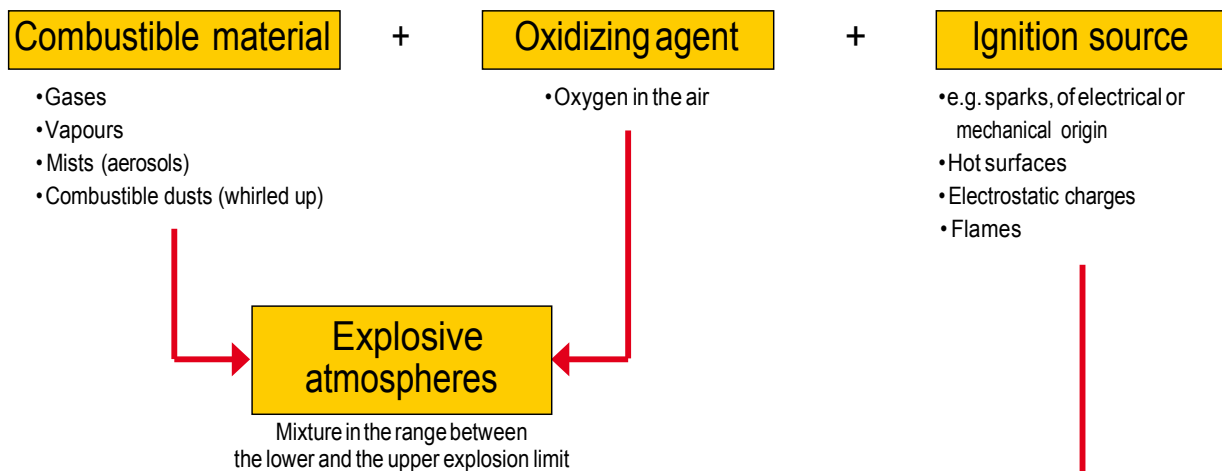 Combustible material + Oxidizing agent + Ignition source
• Gases
• Vapours
• Mists (aerosols)
• Combustible dusts (whirled up)
• Oxygen in the air
• e.g. sparks, of electrical or
mechanical origin
• Hot surfaces
• Electrostatic charges
• Flames
Explosive
atmospheres
Mixture in the range between
the lower and the upper explosion limit